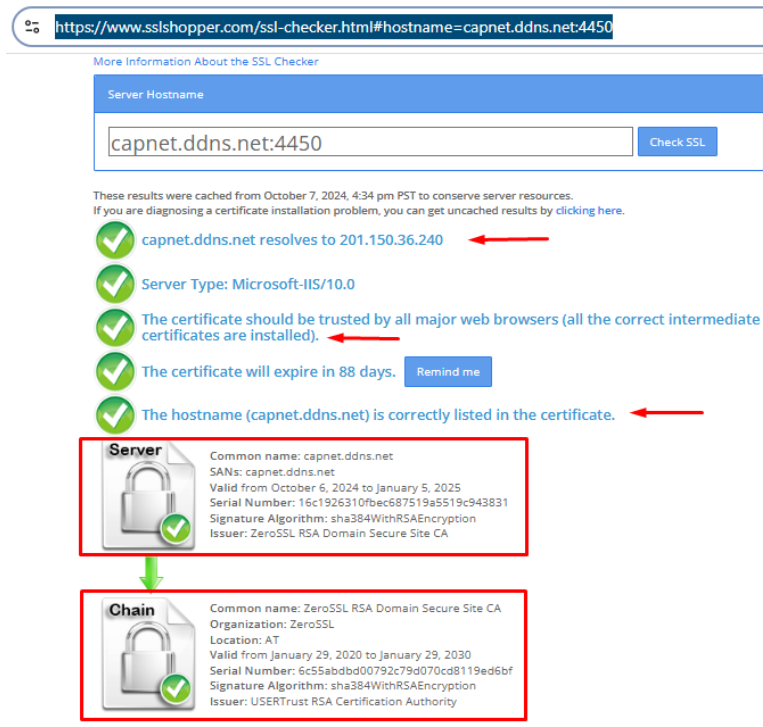 https://www.sslshopper.com/ssl-checker.html#hostname=capnet.ddns.net:4450
More Information About the SSL Checker
Server Hostname
capnet.ddns.net:4450
Check SSL
These results were cached from October 7, 2024, 4:34 pm PST to conserve server resources.
If you are diagnosing a certificate installation problem, you can get uncached results by clicking here.
capnet.ddns.net resolves to 201.150.36.240
Server Type: Microsoft-IIS/10.0
The certificate should be trusted by all major web browsers (all the correct intermediate
certificates are installed).
The certificate will expire in 88 days.
Remind me
The hostname (capnet.ddns.net) is correctly listed in the certificate.
Server
Common name: capnet.ddns.net
SANs: capnet.ddns.net
Valid from October 6, 2024 to January 5, 2025
Serial Number: 16c1926310fbec687519a5519c943831
Signature Algorithm: sha384WithRSAEncryption
Issuer: ZeroSSL RSA Domain Secure Site CA
Chain
Common name: ZeroSSL RSA Domain Secure Site CA
Organization: ZeroSSL
Location: AT
Valid from January 29, 2020 to January 29, 2030
Serial Number: 6c55abdbd00792c79d070cd8119ed6bf
Signature Algorithm: sha384WithRSAEncryption
Issuer: USERTrust RSA Certification Authority